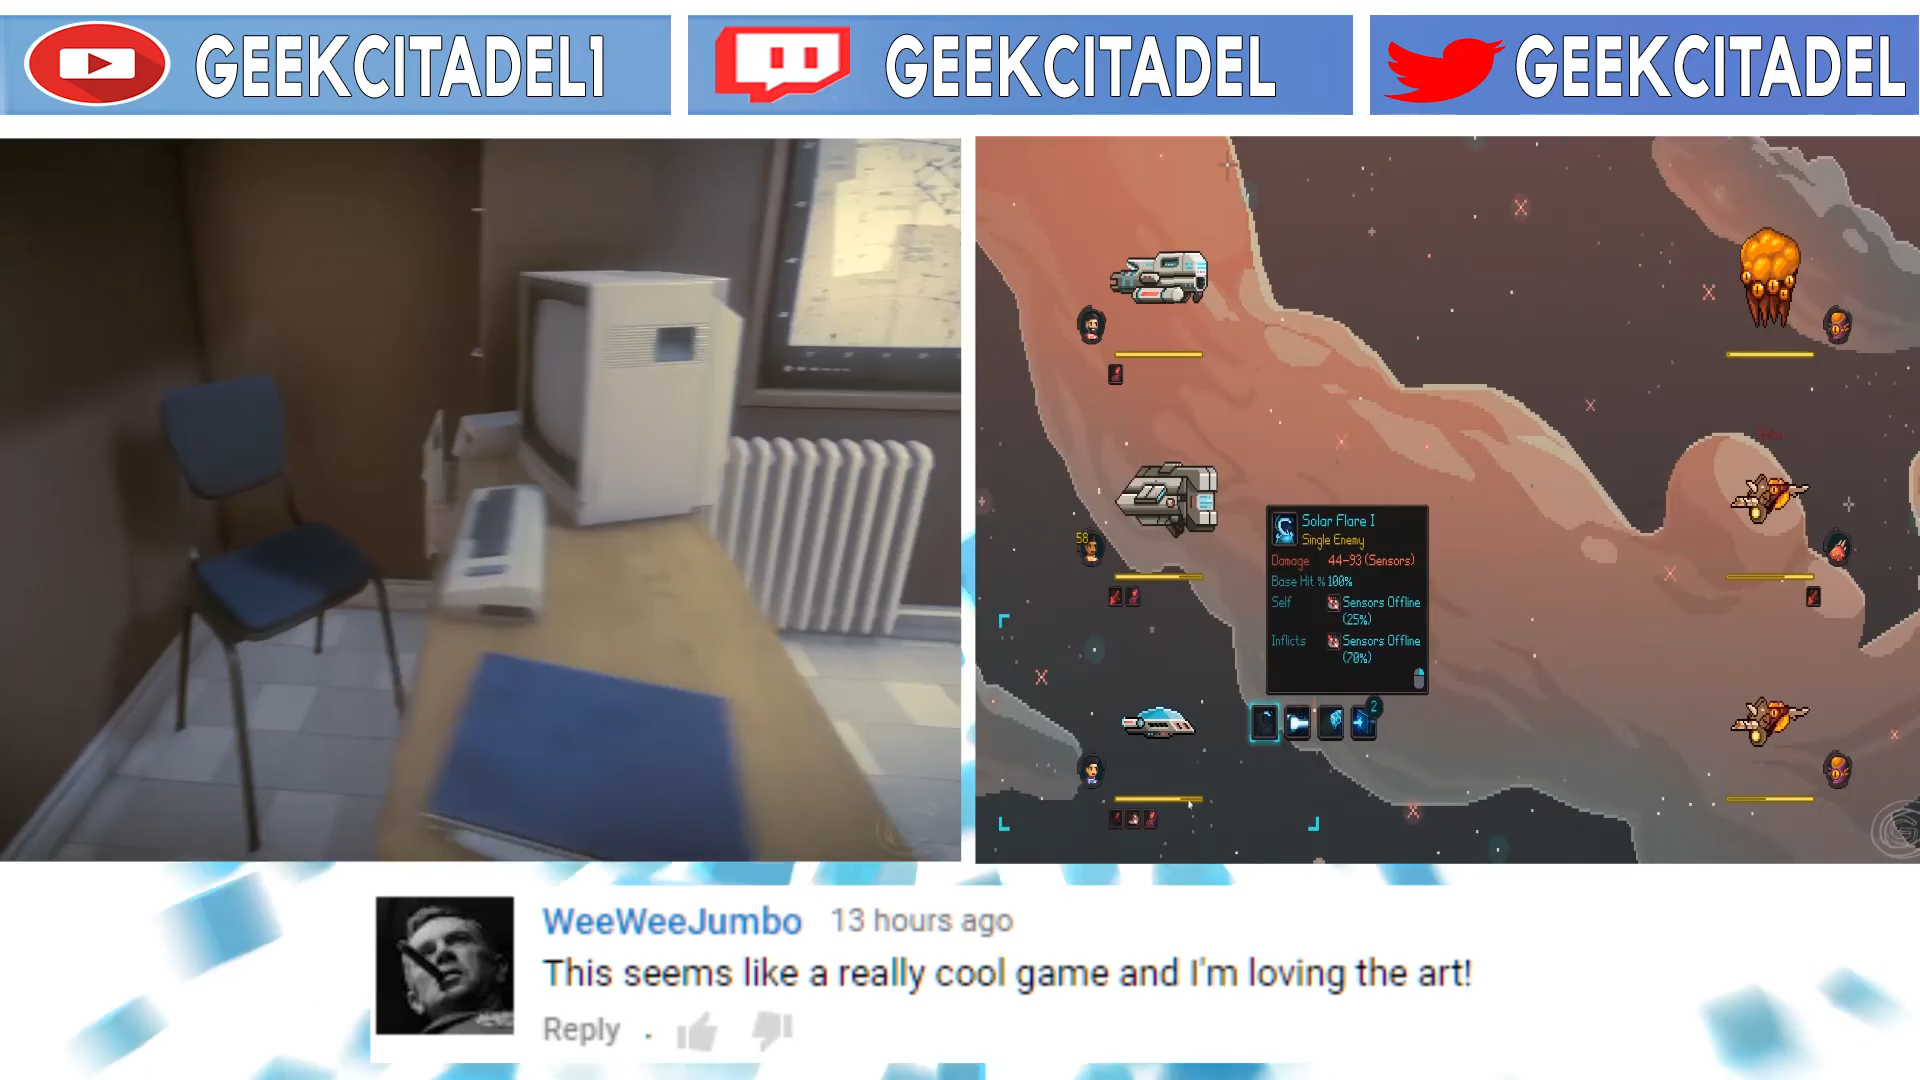 GEEKCITADEL1
GEEKCITADEL
GEEKCITADEL
58
Solar Flare I
Single Enemy
Damage 44-93 (Sensors)
Base Hit % 100%
Self Sensors Offline
(25%)
Inflicts Sensors Offline
(70%)
2
WeeWeeJumbo 13 hours ago
This seems like a really cool game and I'm loving the art!
Reply